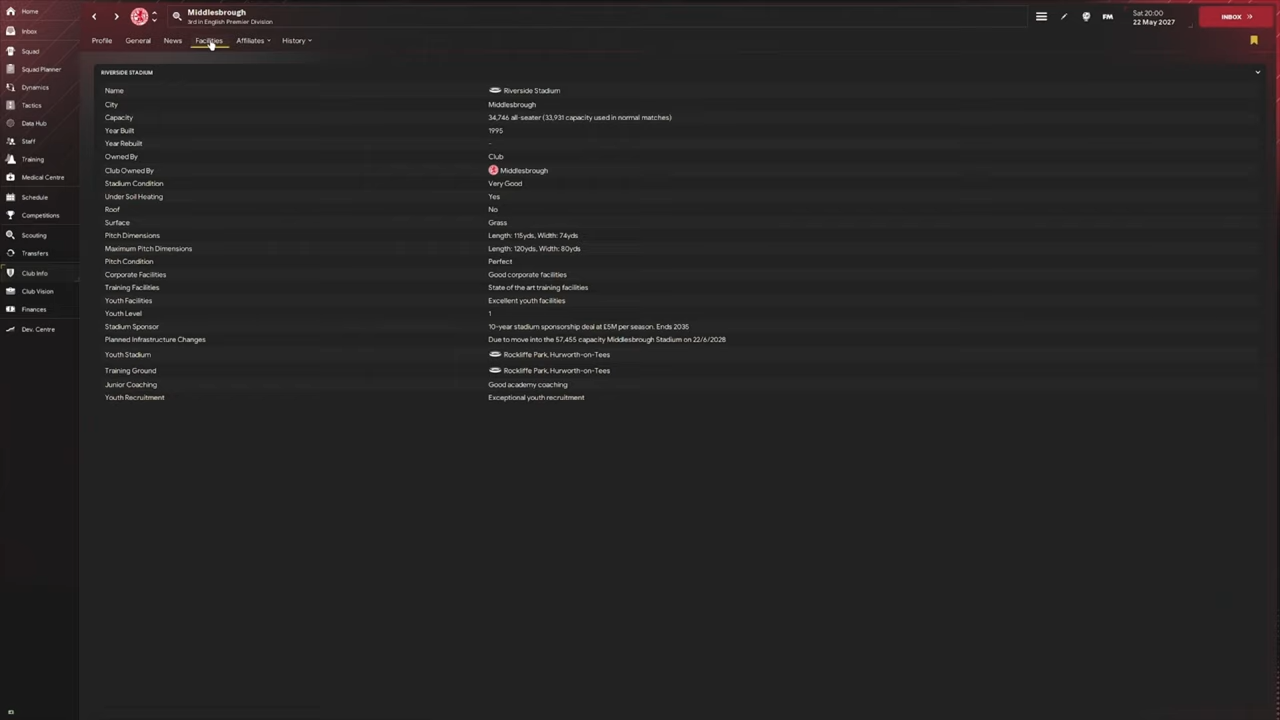 Home
Middlesbrough
3rd in English Premier Division
FM
Sat 20:00
22 May 2027
INBOX
Inbox
Profile
General
News
Facilities
Affiliates
History
Squad
Squad Planner
Dynamics
Tactics
Data Hub
Staff
Training
Medical Centre
Schedule
Competitions
Scouting
Transfers
Club Info
Club Vision
Finances
Dev. Centre
RIVERSIDE STADIUM
Name Riverside Stadium
City Middlesbrough
Capacity 34,746 all-seater (33,931 capacity used in normal matches)
Year Built 1995
Year Rebuilt -
Owned By Club
Club Owned By Middlesbrough
Stadium Condition Very Good
Under Soil Heating Yes
Roof No
Surface Grass
Pitch Dimensions Length: 115yds, Width: 74yds
Maximum Pitch Dimensions Length: 120yds, Width: 80yds
Pitch Condition Perfect
Corporate Facilities Good corporate facilities
Training Facilities State of the art training facilities
Youth Facilities Excellent youth facilities
Youth Level 1
Stadium Sponsor 10-year stadium sponsorship deal at £5M per season. Ends 2035
Planned Infrastructure Changes Due to move into the 57,455 capacity Middlesbrough Stadium on 22/6/2028
Youth Stadium Rockliffe Park, Hurworth-on-Tees
Training Ground Rockliffe Park, Hurworth-on-Tees
Junior Coaching Good academy coaching
Youth Recruitment Exceptional youth recruitment